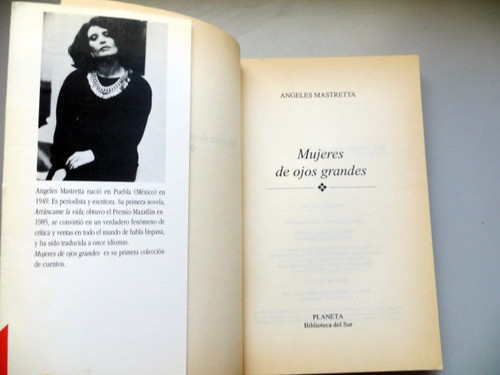 Angeles Mastretta nació en Puebla (México) en
1949. Es periodista y escritora. Su primera novela,
Arráncame la vida, obtuvo el Premio Mazatlán en
1985, se convirtió en un verdadero fenómeno de
crítica y ventas en todo el mundo de habla hispana,
y ha sido traducida a once idiomas.
Mujeres de ojos grandes es su primera colección
de cuentos.
ANGELES MASTRETTA
Mujeres
de ojos grandes
PLANETA
Biblioteca del Sur